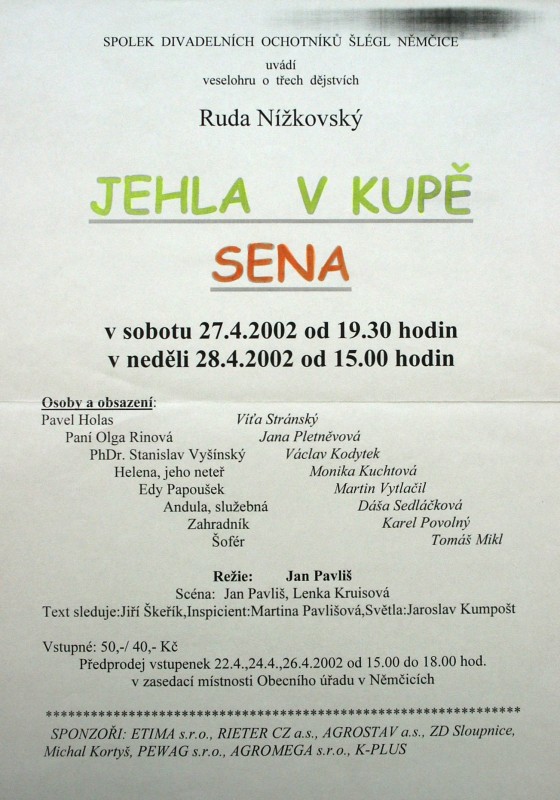 SPOLEK DIVADELNÍCH OCHOTNÍKŮ ŠLÉGL NĚMČICE
uvádí
veselohru o třech dějstvích
Ruda Nížkovský
JEHLA V KUPĚ
SENA
v sobotu 27.4.2002 od 19.30 hodin
v neděli 28.4.2002 od 15.00 hodin
Osoby a obsazení:
Pavel Holas Víťa Stránský
Paní Olga Rinová Jana Pletněvová
PhDr. Stanislav Vyšínský Václav Kodytek
Helena, jeho neteř Monika Kuchtová
Edy Papoušek Martin Vytlačil
Andula, služebná Dáša Sedláčková
Zahradník Karel Povolný
Šofér Tomáš Mikl
Režie: Jan Pavliš
Scéna: Jan Pavliš, Lenka Kruisová
Text sleduje:Jiří Škeřík,Inspicient:Martina Pavlišová,Světla:Jaroslav Kumpošt
Vstupné: 50,-/ 40,- Kč
Předprodej vstupenek 22.4.,24.4.,26.4.2002 od 15.00 do 18.00 hod.
v zasedací místnosti Obecního úřadu v Němčicích
****************************************************************
SPONZOŘI: ETIMA s.r.o., RIETER CZ a.s., AGROSTAV a.s., ZD Sloupnice,
Michal Kortyš, PEWAG s.r.o., AGROMEGA s.r.o., K-PLUS